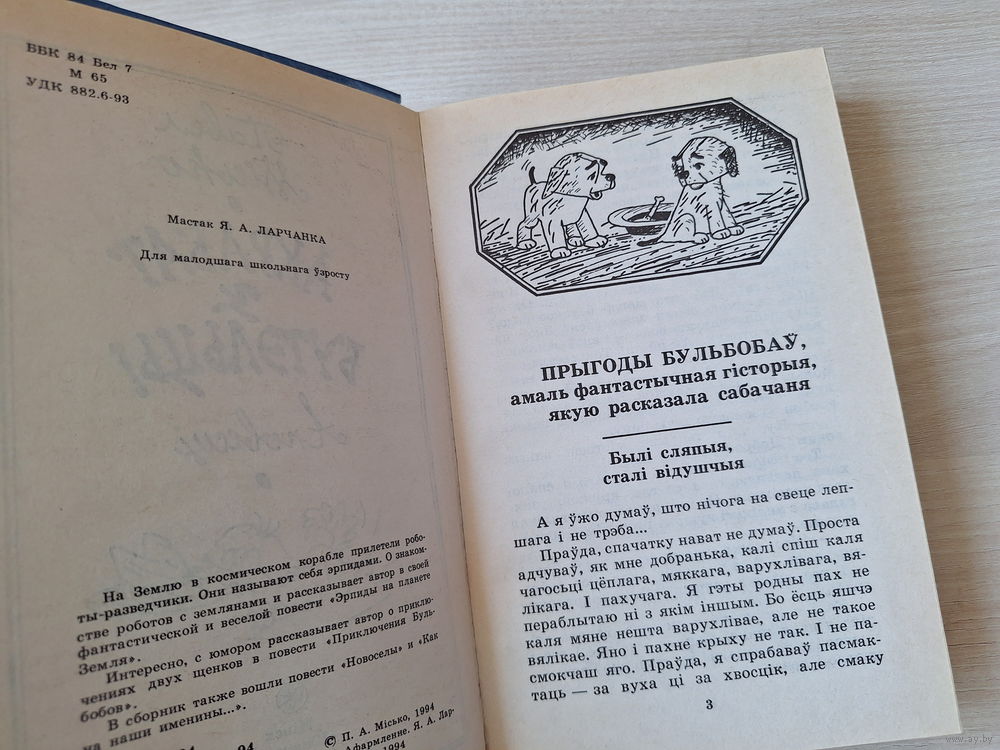 ББК 84 Бел 7
М 65
УДК 882.6-93
Мастак Я. А. ЛАРЧАНКА
Для малодшага школьнага ўзросту
На Землю в космическом корабле прилетели робо-
ты-разведчики. Они называют себя эрпидами. О знаком-
стве роботов с землянами и рассказывает автор в своей
фантастической и веселой повести «Эрпиды на планете
Земля».
Интересно, с юмором рассказывает автор о приклю-
чениях двух щенков в повести «Приключения Буль-
бобов».
В сборник также вошли повести «Новоселы» и «Как
на наши именины...».
© П. А. Місько, 1994
Афармленне. Я. А. Лар-
1994
ПРЫГОДЫ БУЛЬБОБАЎ,
амаль фантастычная гісторыя,
якую расказала сабачаня
Былі сляпыя,
сталі відушчыя
А я ўжо думаў, што нічога на свеце леп-
шага і не трэба...
Праўда, спачатку нават не думаў. Проста
адчуваў, як мне добранька, калі спіш каля
чагосьці цёплага, мяккага, варухлівага, вя-
лікага. І пахучага. Я гэты родны пах не
пераблытаю ні з якім іншым. Бо ёсць яшчэ
каля мяне нешта варухлівае, але не такое
вялікае. Яно і пахне крыху не так. І не па-
смокчаш яго. Праўда, я спрабаваў пасмак-
таць — за вуха ці за хвосцік, але смаку
3
www.ay.by